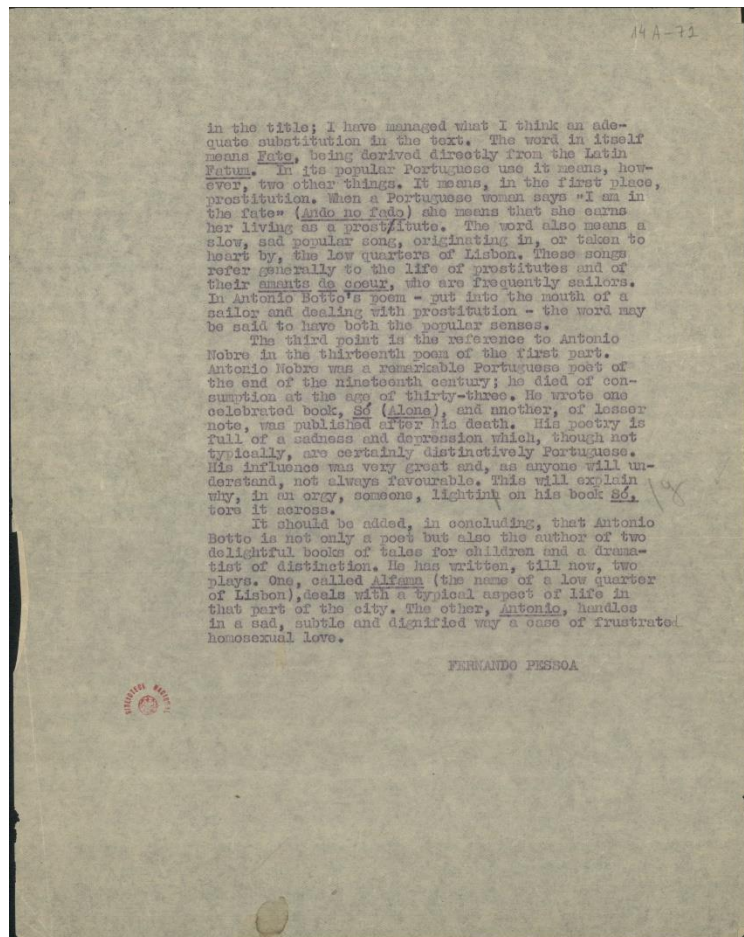 14 A-72
in the title; I have managed what I think an ade-
quate substitution in the text. The word in itself
means Fate, being derived directly from the Latin
Fatum. In its popular Portuguese use it means, how-
ever, two other things. It means, in the first place,
prostitution. When a Portuguese woman says "I am in
the fate" (Ando no fado) she means that she earns
her living as a prostitute. The word also means a
slow, sad popular song, originating in, or taken to
heart by, the low quarters of Lisbon. These songs
refer generally to the life of prostitutes and of
their amants de coeur, who are frequently sailors.
In Antonio Botto's poem - put into the mouth of a
sailor and dealing with prostitution - the word may
be said to have both the popular senses.
The third point is the reference to Antonio
Nobre in the thirteenth poem of the first part.
Antonio Nobre was a remarkable Portuguese poet of
the end of the nineteenth century; he died of con-
sumption at the age of thirty-three. He wrote one
celebrated book, Só (Alone), and another, of lesser
note, was published after his death. His poetry is
full of a sadness and depression which, though not
typically, are certainly distinctively Portuguese.
His influence was very great and, as anyone will un-
derstand, not always favourable. This will explain
why, in an orgy, someone, lightinh on his book Só, /g
tore it across.
It should be added, in concluding, that Antonio
Botto is not only a poet but also the author of two
delightful books of tales for children and a drama-
tist of distinction. He has written, till now, two
plays. One, called Alfama (the name of a low quarter
of Lisbon),deals with a typical aspect of life in
that part of the city. The other, Antonio, handles
in a sad, subtle and dignified way a case of frustrated
homosexual love.
FERNANDO PESSOA